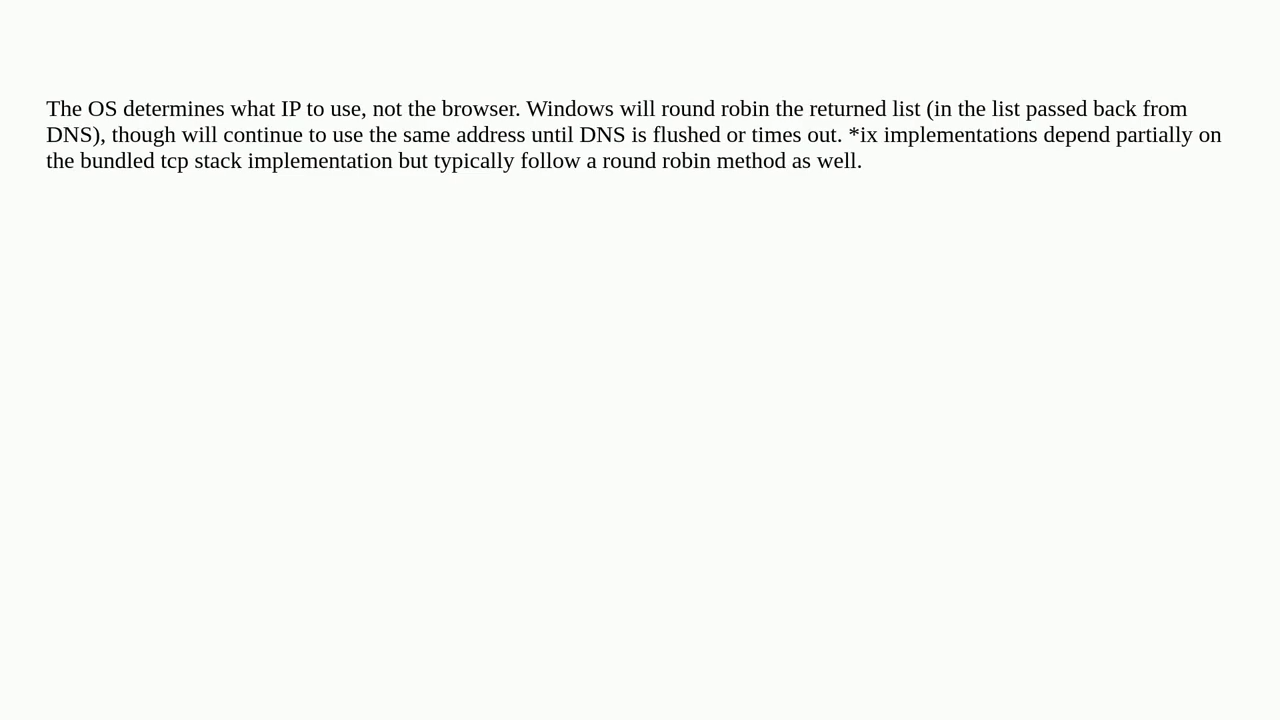 The OS determines what IP to use, not the browser. Windows will round robin the returned list (in the list passed back from
DNS), though will continue to use the same address until DNS is flushed or times out. *ix implementations depend partially on
the bundled tcp stack implementation but typically follow a round robin method as well.